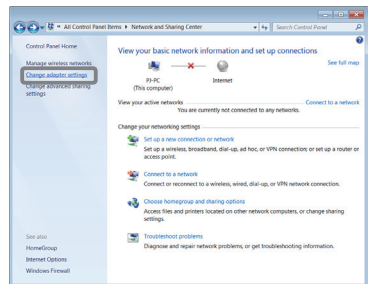 All Control Panel Items ▸ Network and Sharing Center
Search Control Panel
Control Panel Home
Manage wireless networks
Change adapter settings
Change advanced sharing
settings
View your basic network information and set up connections
See full map
PJ-PC
(This computer)
Internet
View your active networks
Connect to a network
You are currently not connected to any networks.
Change your networking settings
Set up a new connection or network
Set up a wireless, broadband, dial-up, ad hoc, or VPN connection; or set up a router or
access point.
Connect to a network
Connect or reconnect to a wireless, wired, dial-up, or VPN network connection.
Choose homegroup and sharing options
Access files and printers located on other network computers, or change sharing
settings.
Troubleshoot problems
Diagnose and repair network problems, or get troubleshooting information.
See also
HomeGroup
Internet Options
Windows Firewall